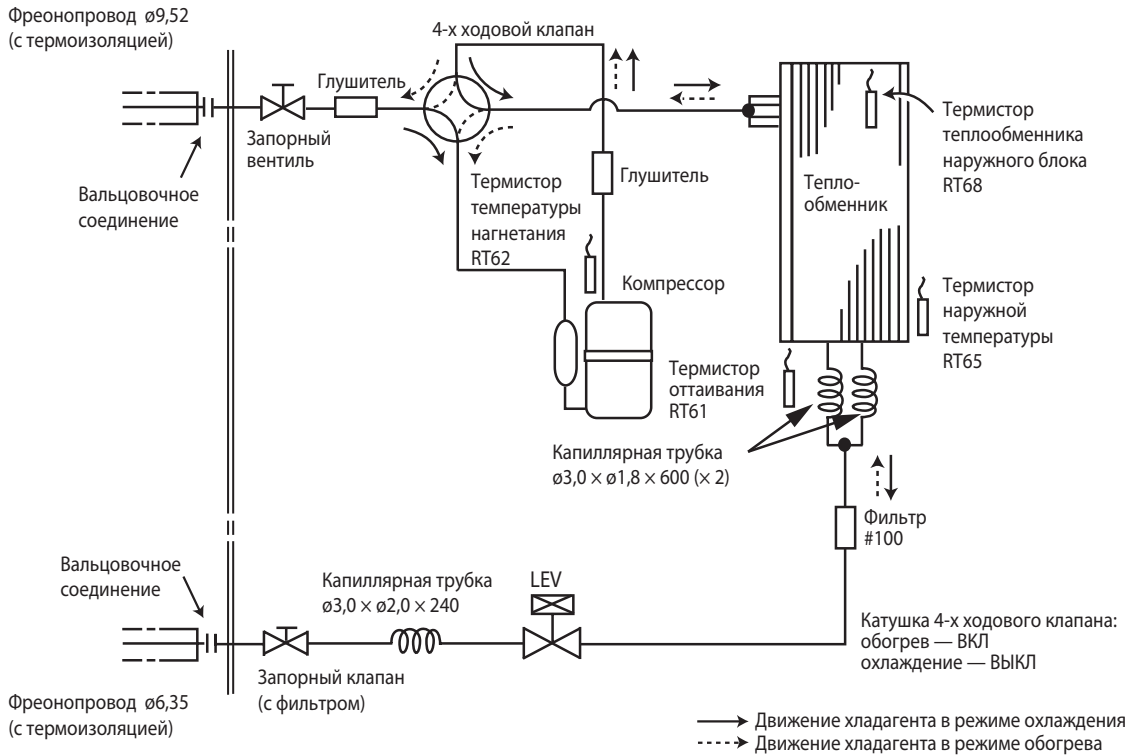 Фреонопровод ø9,52
(с термоизоляцией)
4-х ходовой клапан
Глушитель
Запорный
вентиль
Вальцовочное
соединение
Термистор
температуры
нагнетания
RT62
Глушитель
Компрессор
Тепло-
обменник
Термистор
теплообменника
наружного блока
RT68
Термистор
наружной
температуры
RT65
Термистор
оттаивания
RT61
Капиллярная трубка
ø3,0 × ø1,8 × 600 (× 2)
Фильтр
#100
Вальцовочное
соединение
Капиллярная трубка
ø3,0 × ø2,0 × 240
LEV
Запорный клапан
(с фильтром)
Фреонопровод ø6,35
(с термоизоляцией)
Катушка 4-х ходового клапана:
обогрев — ВКЛ
охлаждение — ВЫКЛ
Движение хладагента в режиме охлаждения
Движение хладагента в режиме обогрева